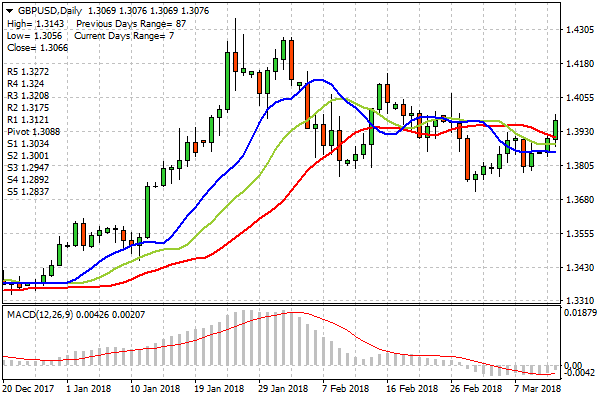 GBPUSD,Daily 1.3069 1.3076 1.3069 1.3076
High= 1.3143 Previous Days Range= 87
Low= 1.3056 Current Days Range= 7
Close= 1.3066
R5 1.3272
R4 1.324
R3 1.3208
R2 1.3175
R1 1.3121
Pivot 1.3088
S1 1.3034
S2 1.3001
S3 1.2947
S4 1.2892
S5 1.2837
1.4305
1.4180
1.4055
1.3930
1.3805
1.3680
1.3555
1.3430
1.3310
MACD(12,26,9) 0.00426 0.00207
0.01879
0.00
-0.0042
20 Dec 2017 1 Jan 2018 10 Jan 2018 19 Jan 2018 29 Jan 2018 7 Feb 2018 16 Feb 2018 26 Feb 2018 7 Mar 2018